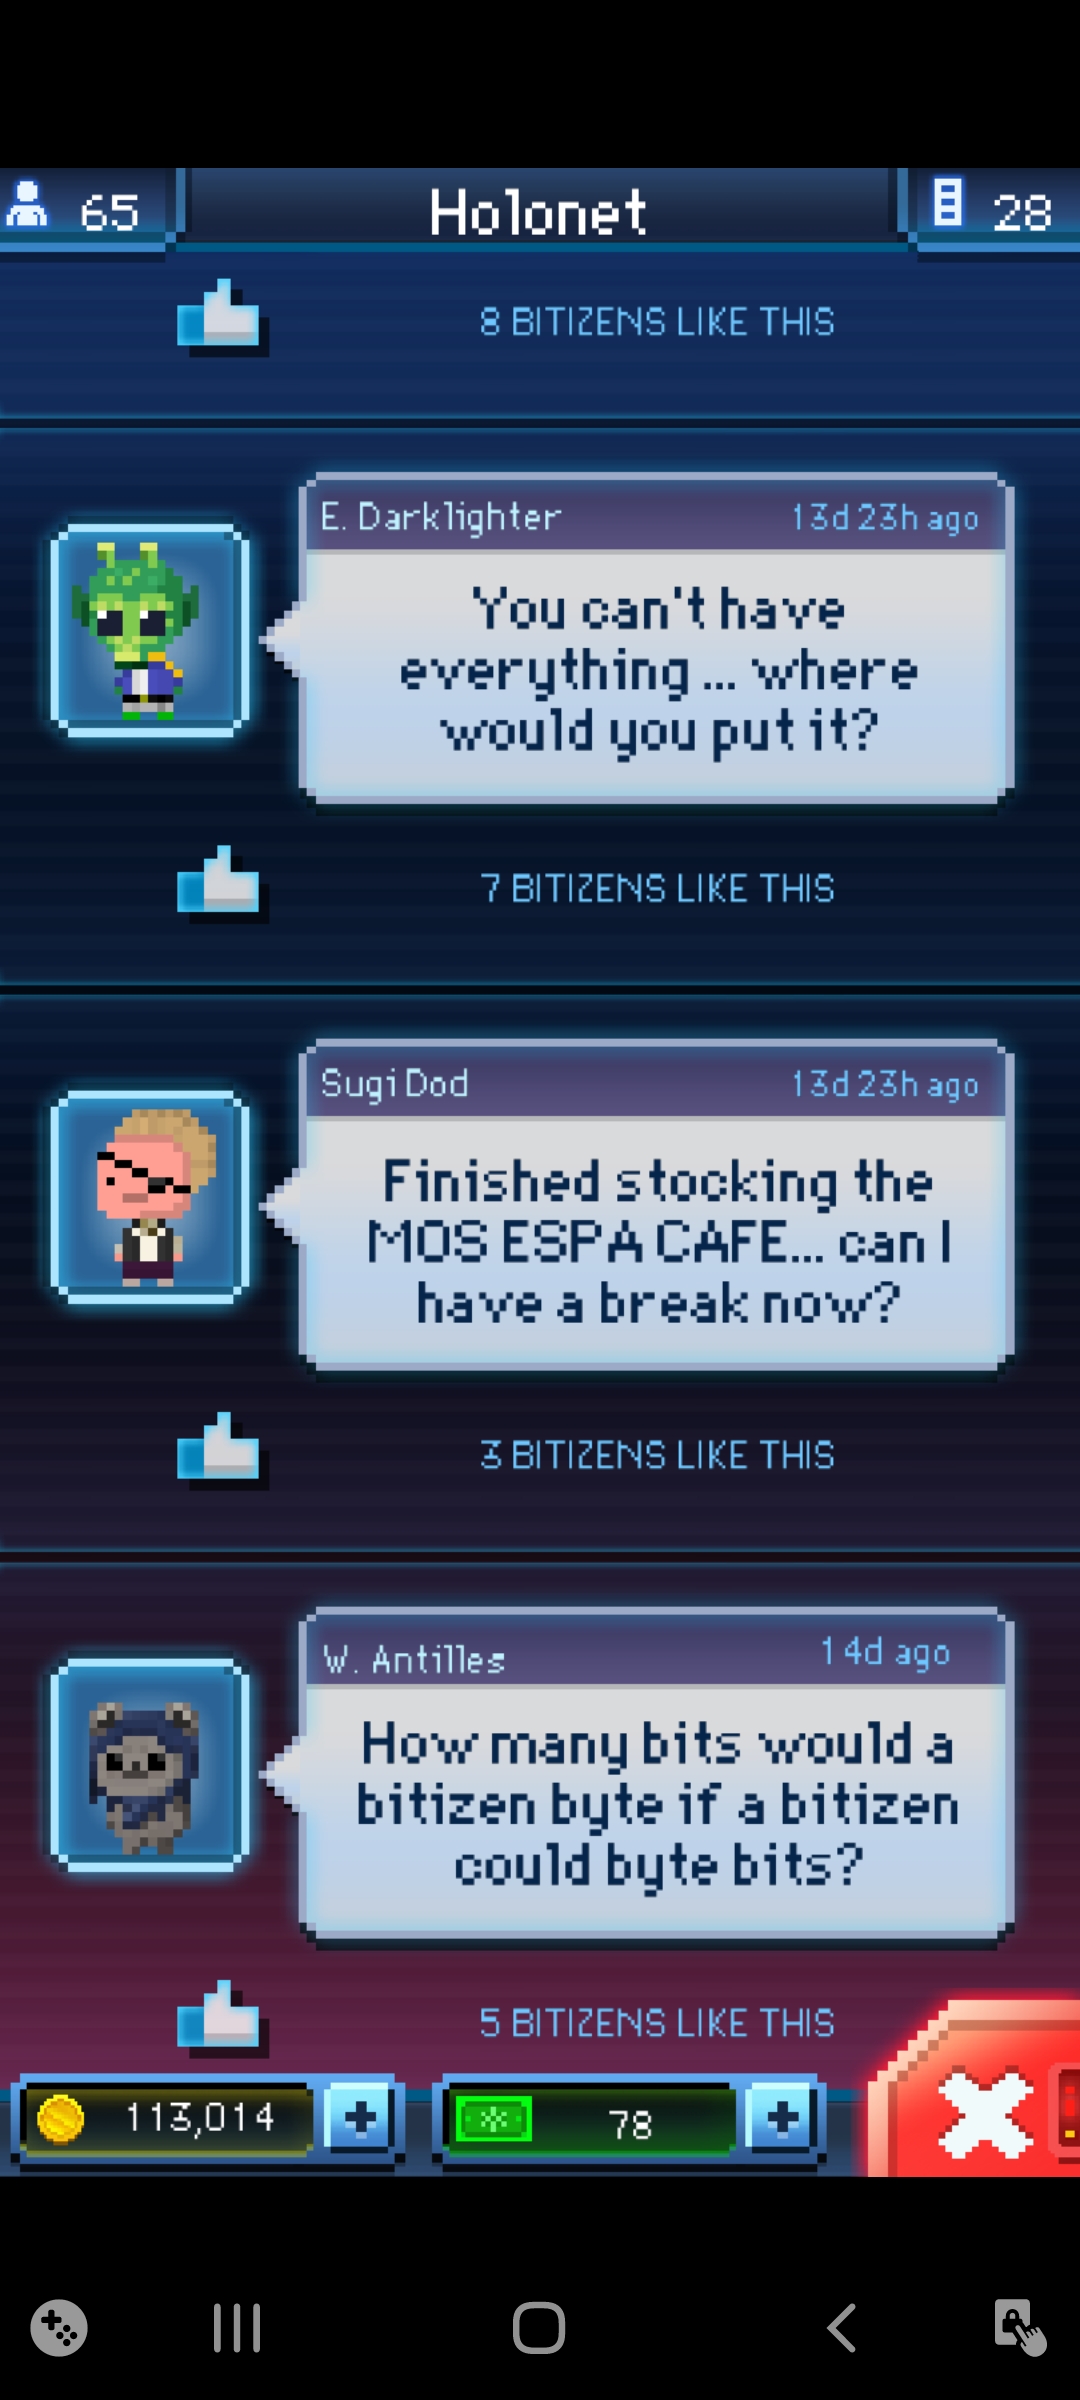 65
Holonet
28
8 BITIZENS LIKE THIS
E. Darklighter
13d 23h ago
You can't have
everything ... where
would you put it?
7 BITIZENS LIKE THIS
Sugi Dod
13d 23h ago
Finished stocking the
MOS ESPA CAFE... can I
have a break now?
3 BITIZENS LIKE THIS
W. Antilles
14d ago
How many bits would a
bitizen byte if a bitizen
could byte bits?
5 BITIZENS LIKE THIS
113,014
78